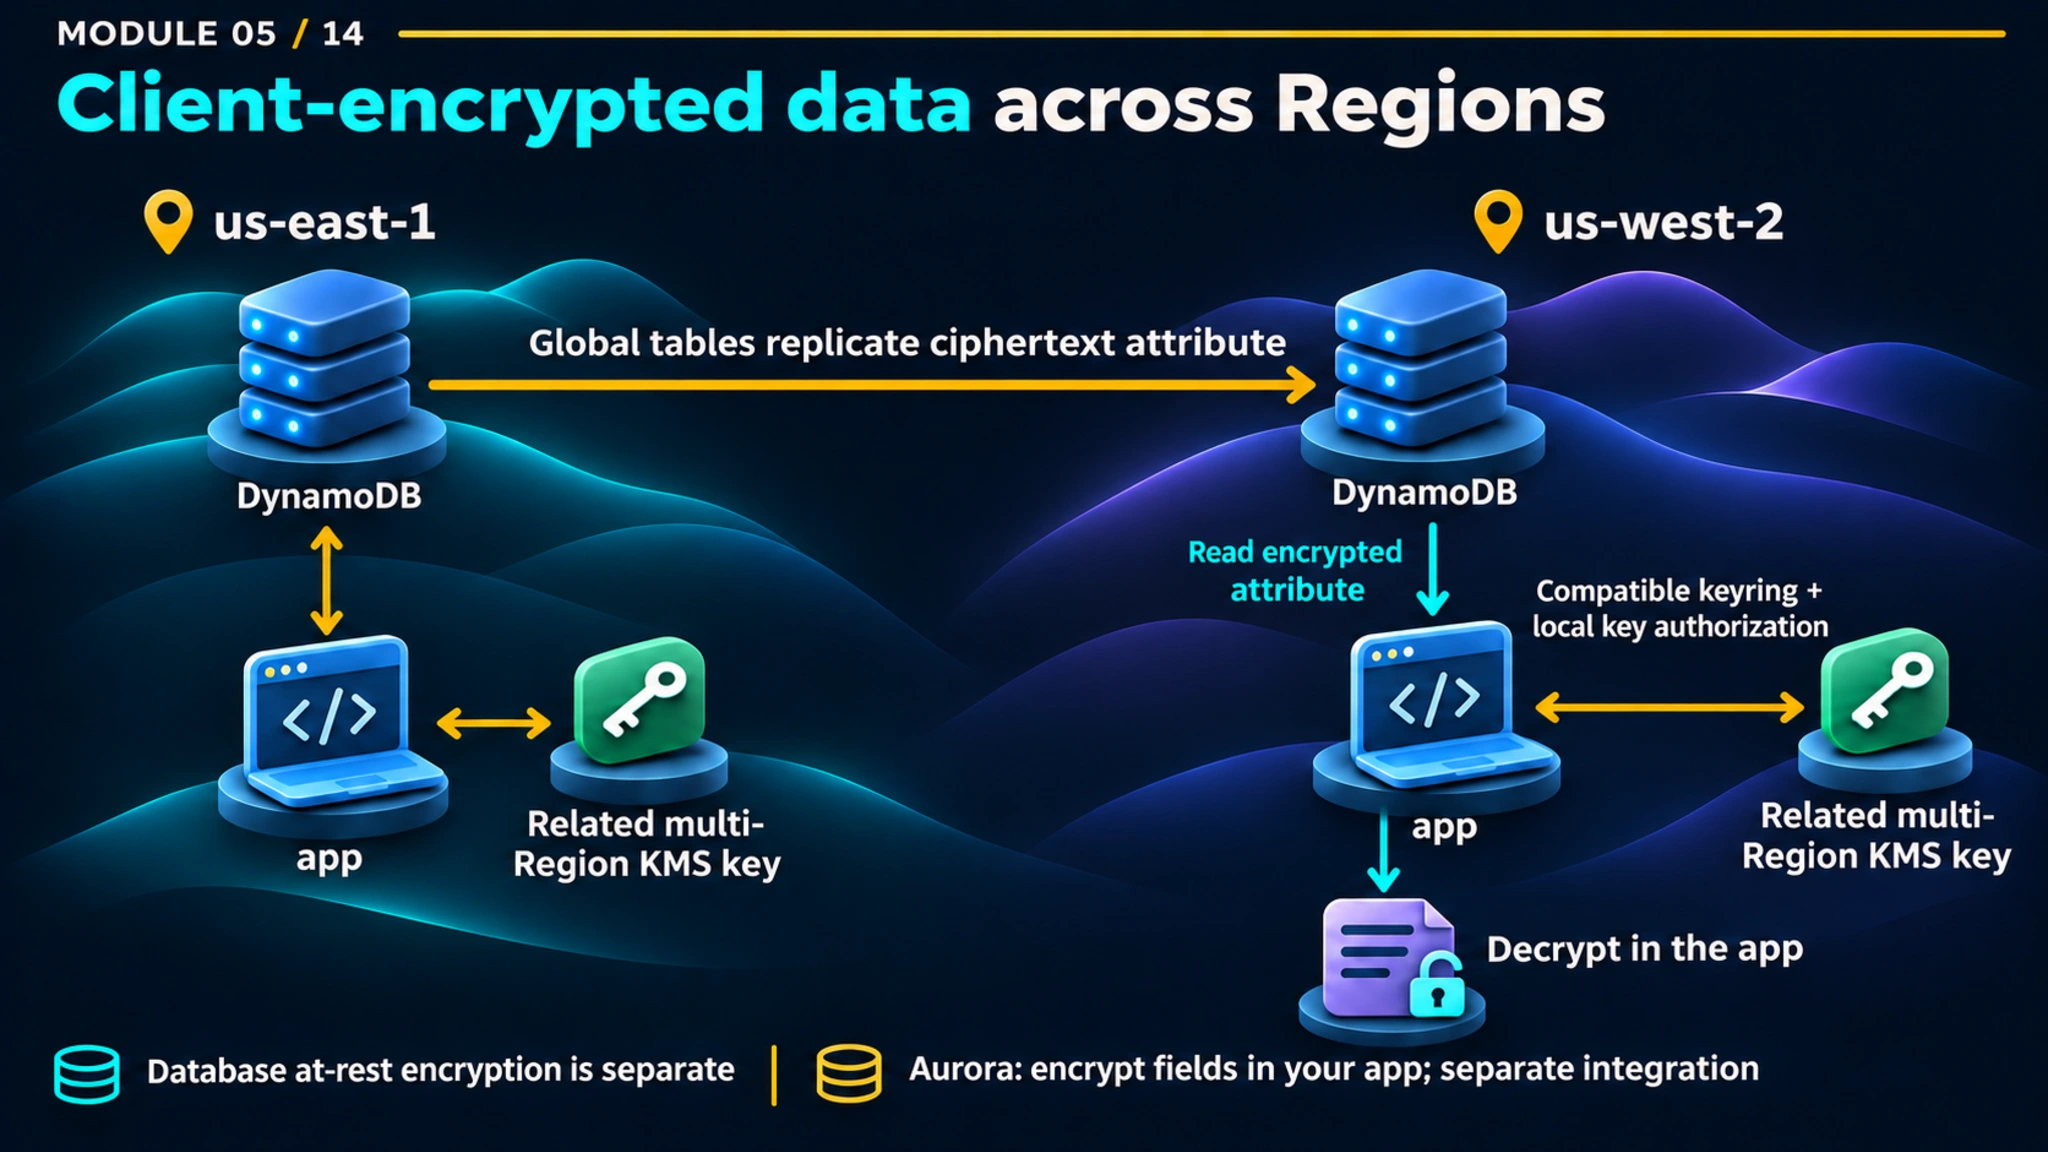 MODULE 05 / 14
Client-encrypted data across Regions
us-east-1
us-west-2
Global tables replicate ciphertext attribute
DynamoDB
DynamoDB
Read encrypted
attribute
Compatible keyring +
local key authorization
</>
</>
app
Related multi-
Region KMS key
app
Related multi-
Region KMS key
Decrypt in the app
Database at-rest encryption is separate
Aurora: encrypt fields in your app; separate integration